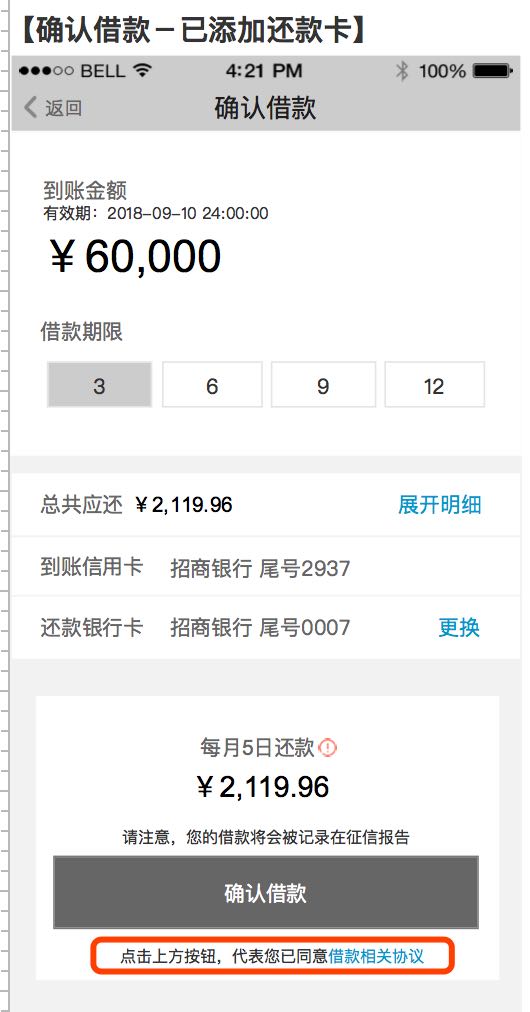 【确认借款－已添加还款卡】
BELL 4:21 PM 100%
返回 确认借款
到账金额
有效期：2018-09-10 24:00:00
￥60,000
借款期限
3 6 9 12
总共应还 ￥2,119.96 展开明细
到账信用卡 招商银行 尾号2937
还款银行卡 招商银行 尾号0007 更换
每月5日还款
￥2,119.96
请注意，您的借款将会被记录在征信报告
确认借款
点击上方按钮，代表您已同意借款相关协议